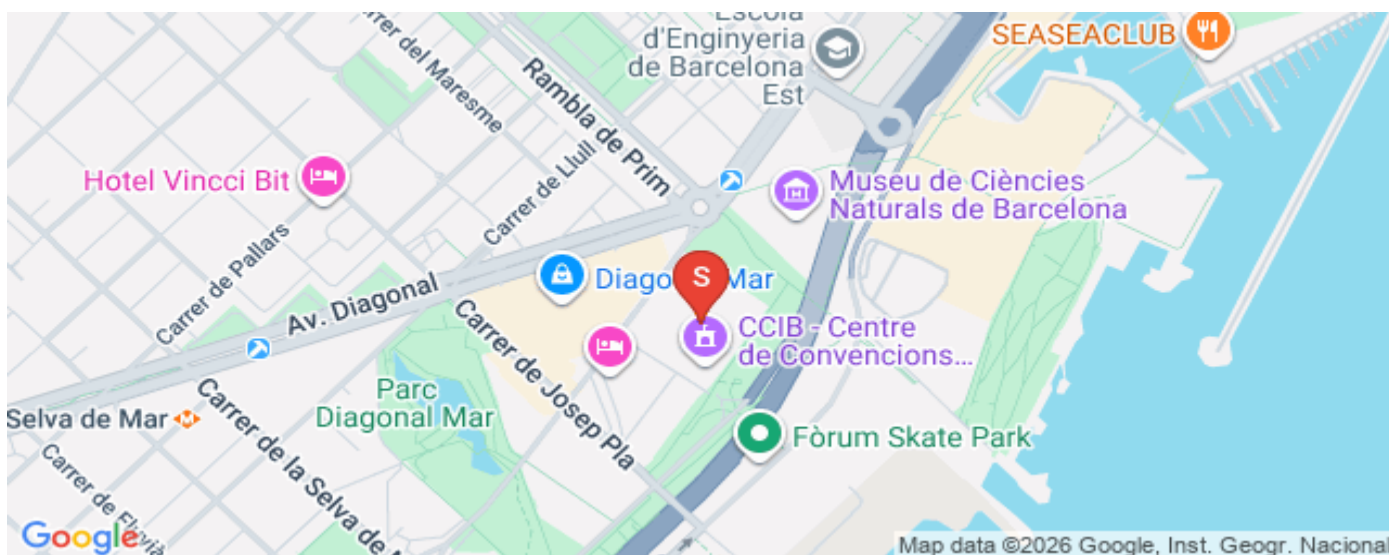 Escola
d'Enginyeria
de Barcelona
Est
SEASEACLUB
Carrer del Maresme
Rambla de Prim
Hotel Vincci Bit
Carrer de Llull
Museu de Ciències
Naturals de Barcelona
Carrer de Pallars
Av. Diagonal
Diagonal Mar
S
CCIB - Centre
de Convencions...
Carrer de Josep Pla
Parc
Diagonal Mar
Selva de Mar
M
Carrer de la Selva de
Fòrum Skate Park
Carrer de
Google
Map data ©2026 Google, Inst. Geogr. Nacional